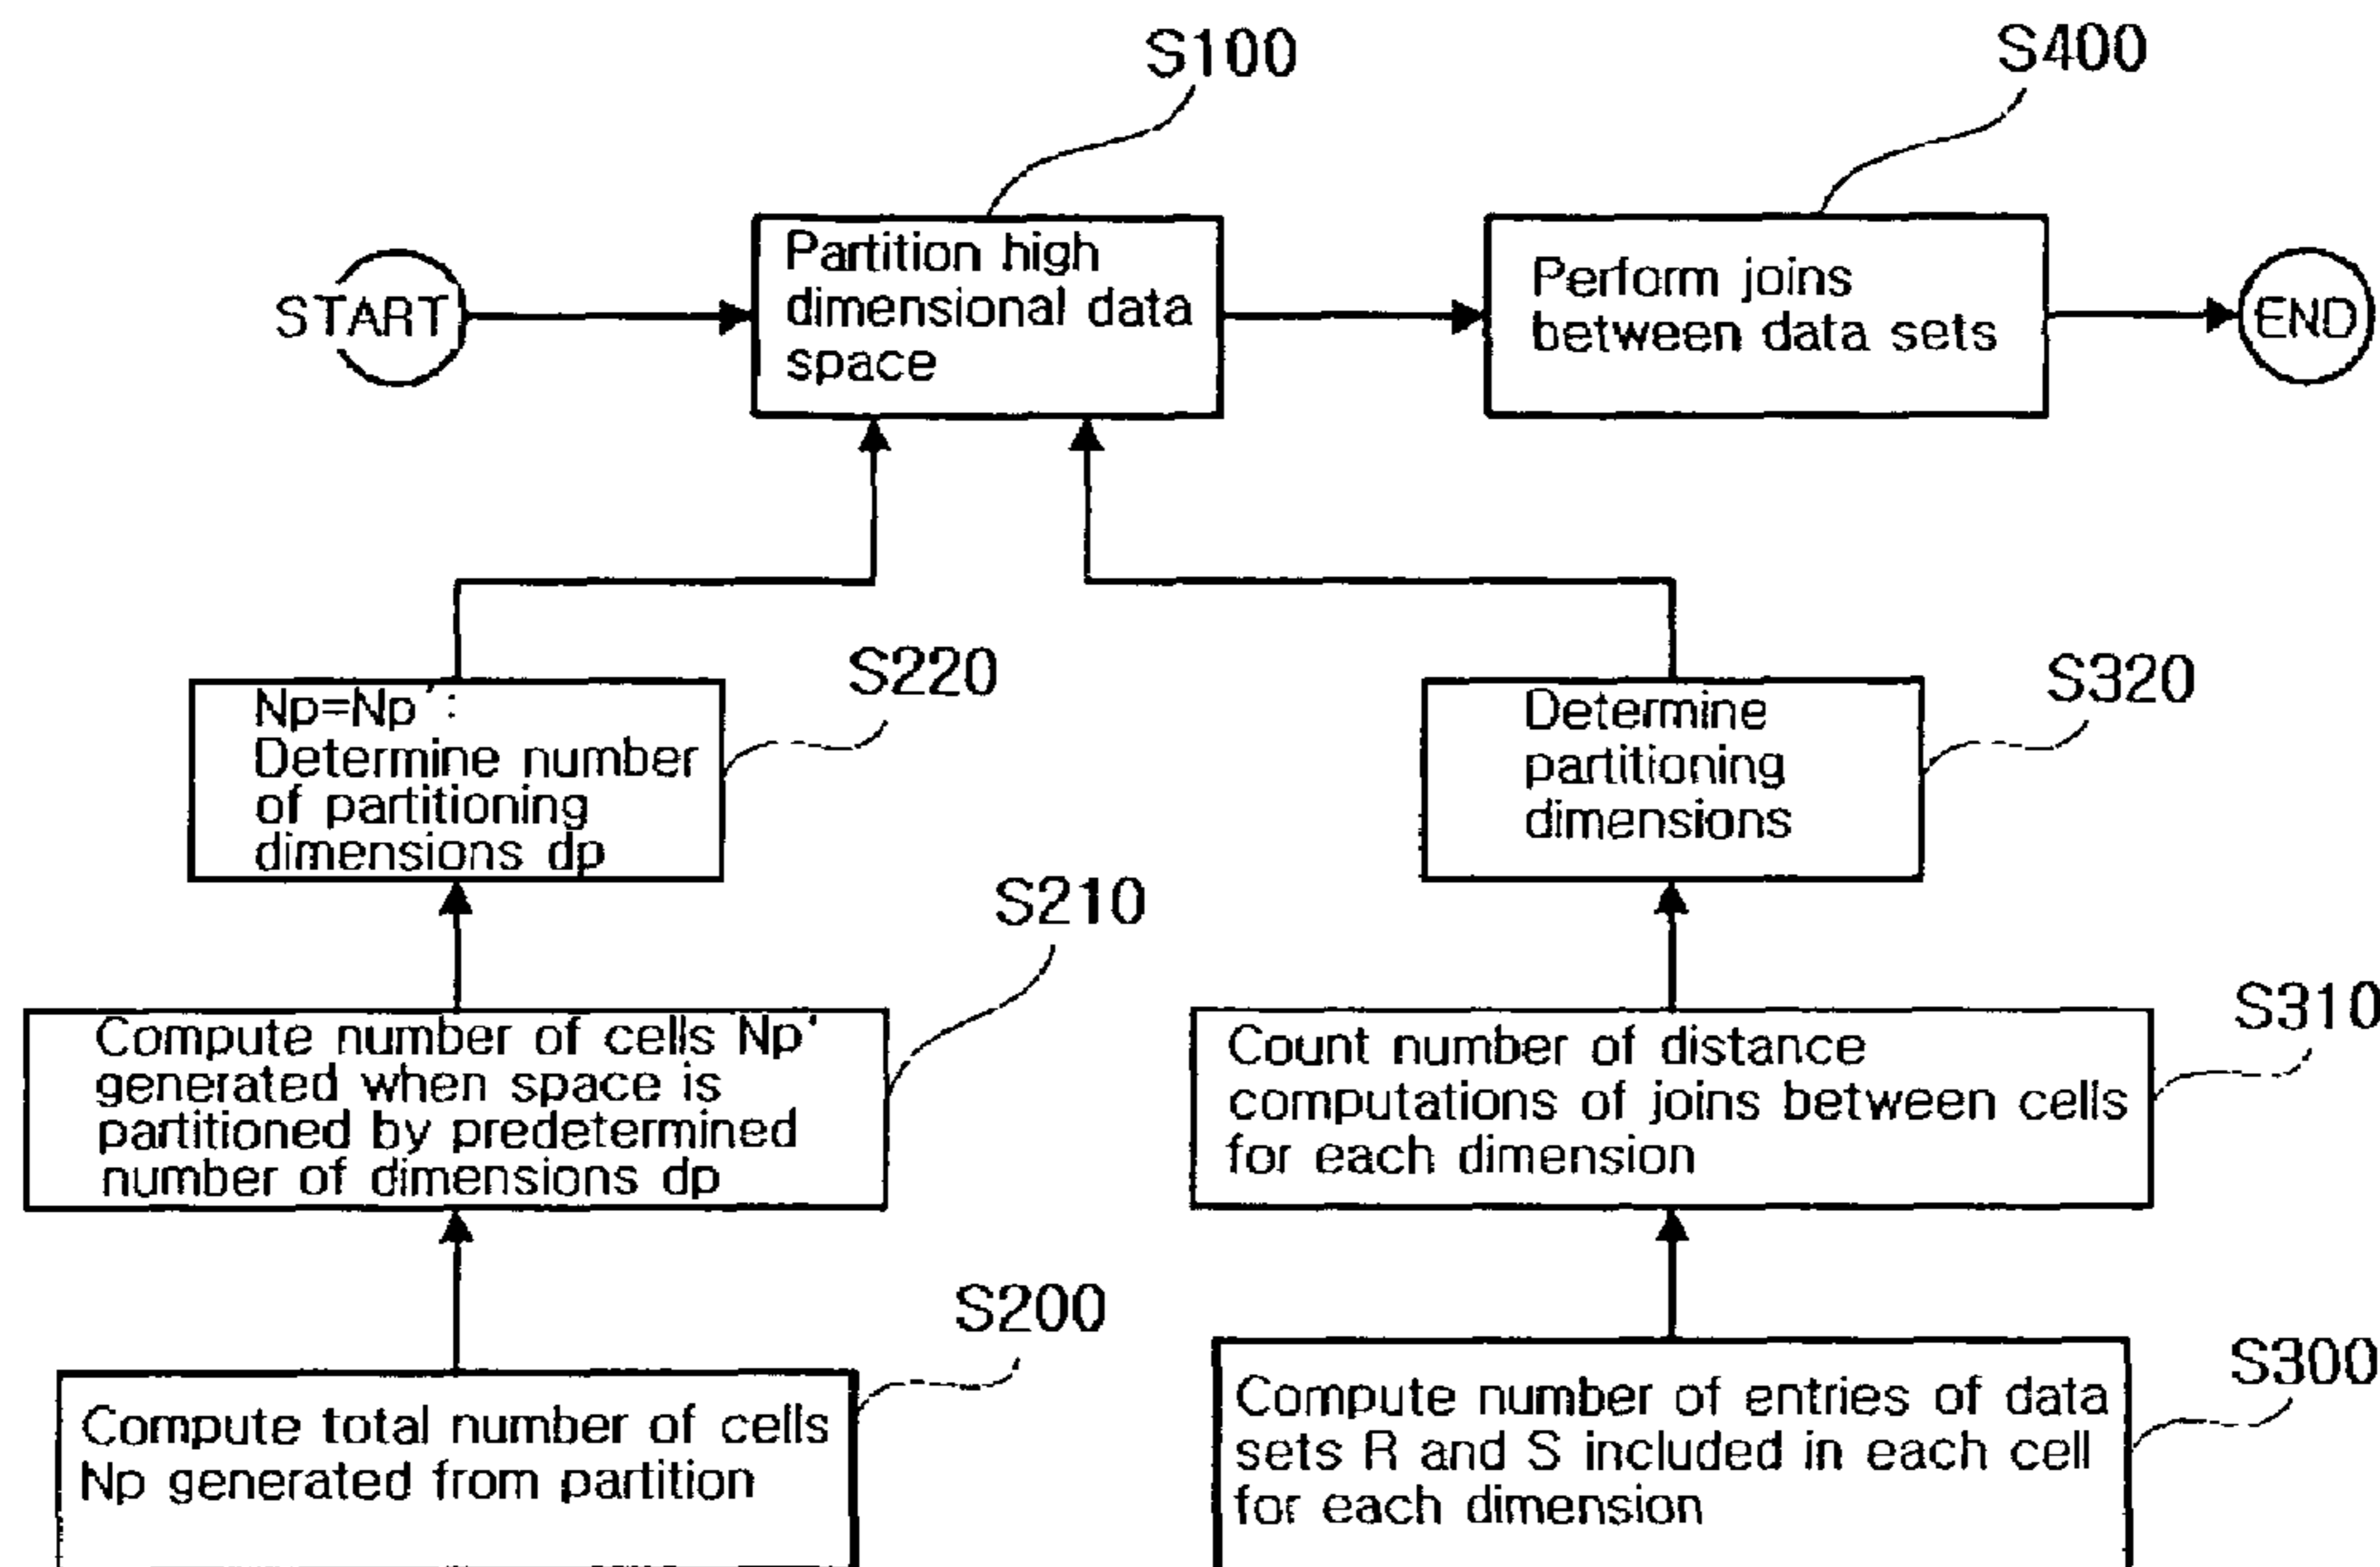 S100
S400
START
Partition high
dimensional data
space
Perform joins
between data sets
END
S220
Np=Np':
Determine number
of partitioning
dimensions dp
S320
Determine
partitioning
dimensions
S210
Compute number of cells Np'
generated when space is
partitioned by predetermined
number of dimensions dp
S310
Count number of distance
computations of joins between cells
for each dimension
S200
Compute total number of cells
Np generated from partition
S300
Compute number of entries of data
sets R and S included in each cell
for each dimension